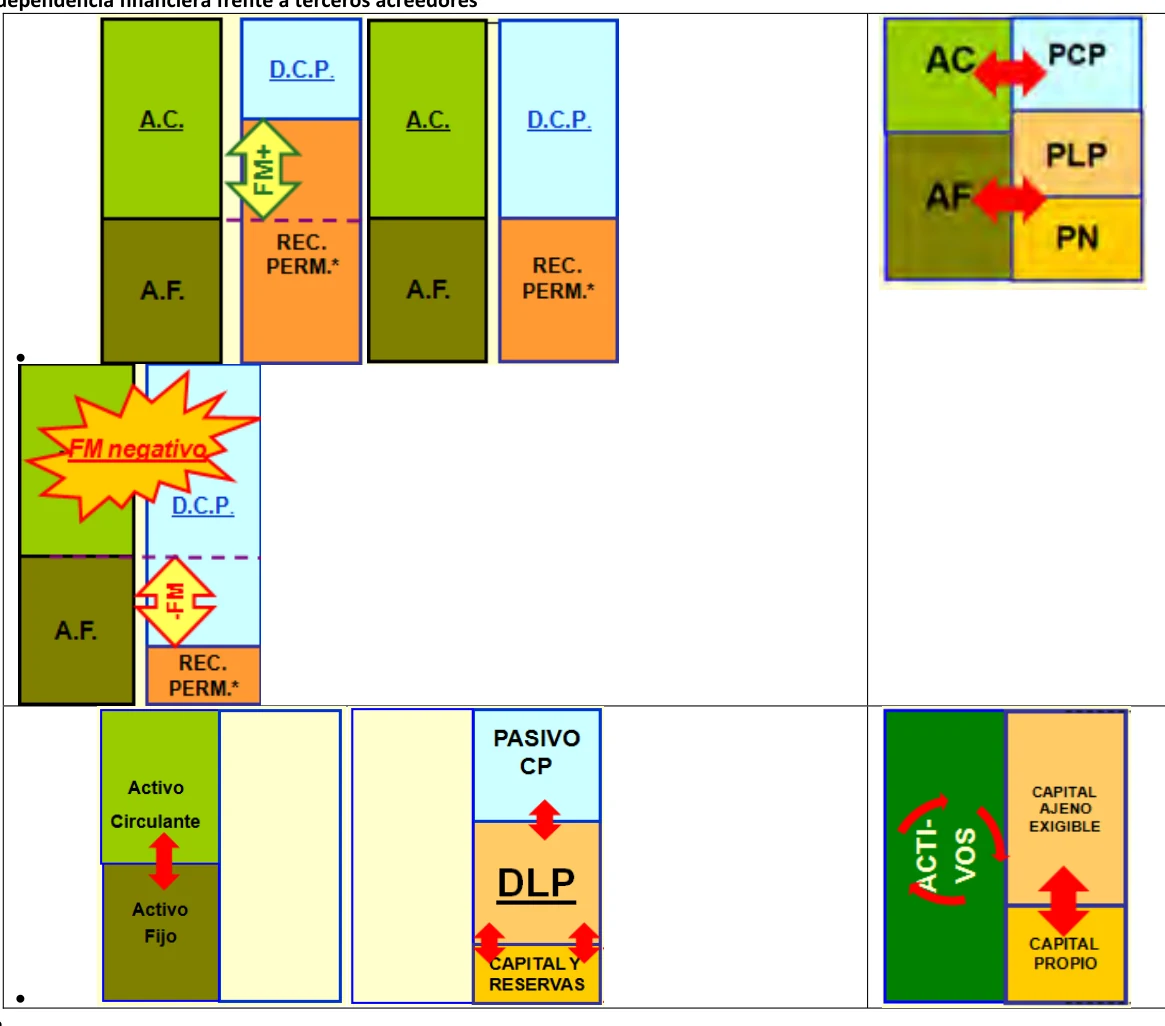 dependencia financiera frente a terceros acreedores
A.C.
D.C.P.
FM+
REC.
PERM.*
A.F.
A.C.
D.C.P.
A.F.
REC.
PERM.*
AC
PCP
PLP
AF
PN
FM negativo
D.C.P.
-FM
A.F.
REC.
PERM.*
Activo
Circulante
Activo
Fijo
PASIVO
CP
DLP
CAPITAL Y
RESERVAS
ACTI-
VOS
CAPITAL
AJENO
EXIGIBLE
CAPITAL
PROPIO